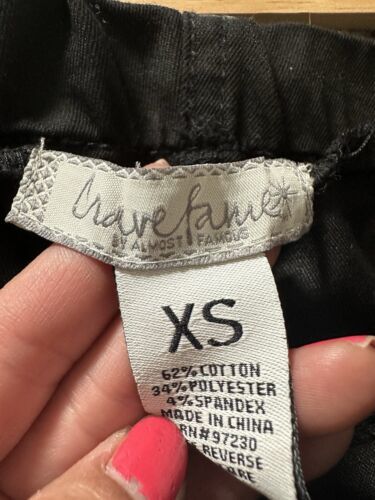 Crave fame
BY ALMOST FAMOUS
XS
62% COTTON
34% POLYESTER
4% SPANDEX
MADE IN CHINA
RN# 97230
REVERSE